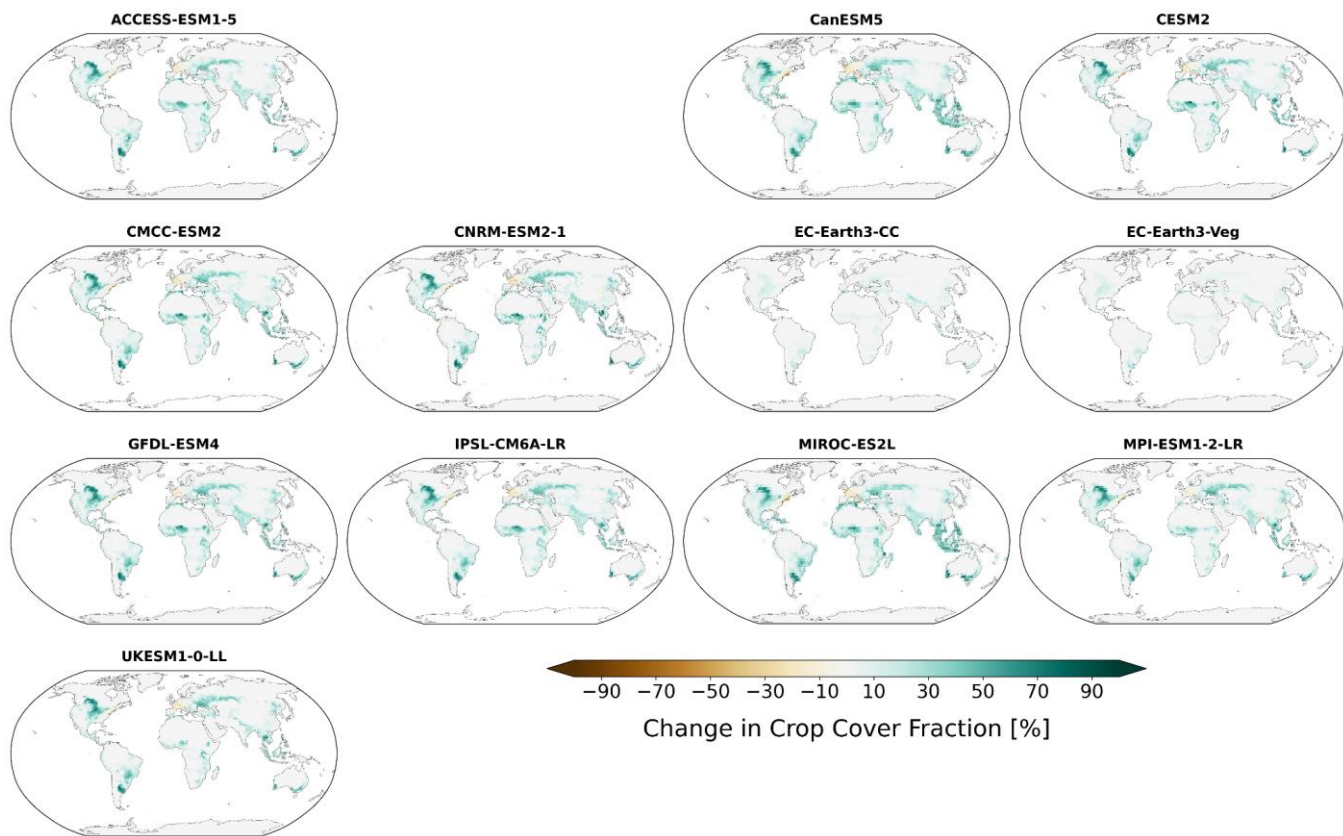 ACCESS-ESM1-5 CanESM5 CESM2
CMCC-ESM2 CNRM-ESM2-1 EC-Earth3-CC EC-Earth3-Veg
GFDL-ESM4 IPSL-CM6A-LR MIROC-ES2L MPI-ESM1-2-LR
UKESM1-0-LL
−90 −70 −50 −30 −10 10 30 50 70 90
Change in Crop Cover Fraction [%]